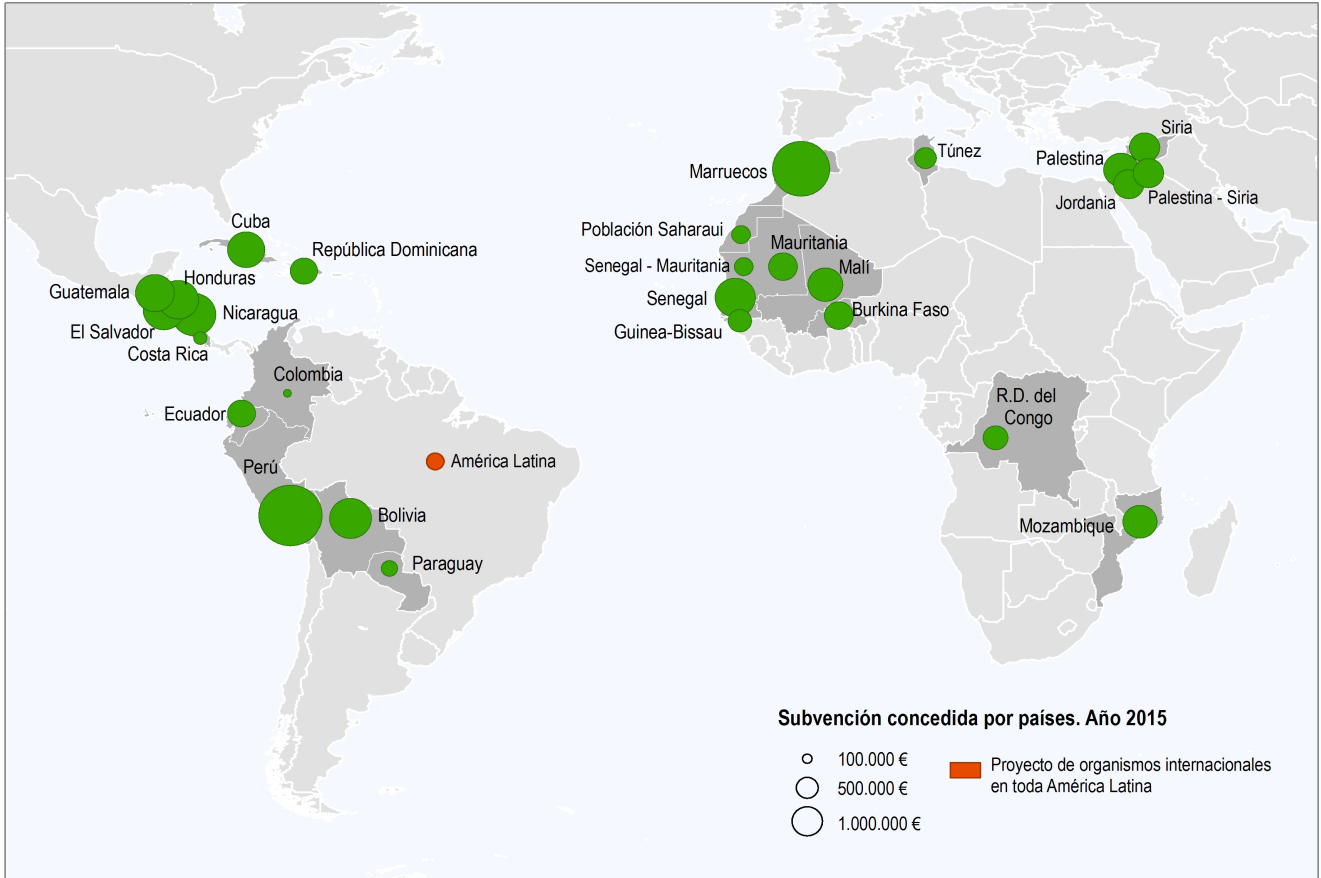 Siria
Túnez
Palestina
Marruecos
Palestina - Siria
Jordania
Cuba
Población Saharaui
República Dominicana
Mauritania
Senegal - Mauritania
Malí
Honduras
Guatemala
Senegal
Nicaragua
Burkina Faso
El Salvador
Guinea-Bissau
Costa Rica
Colombia
R.D. del
Congo
Ecuador
América Latina
Perú
Bolivia
Mozambique
Paraguay
Subvención concedida por países. Año 2015
100.000 €
500.000 €
1.000.000 €
Proyecto de organismos internacionales
en toda América Latina